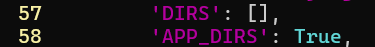 57 'DIRS': [],
58 'APP_DIRS': True,